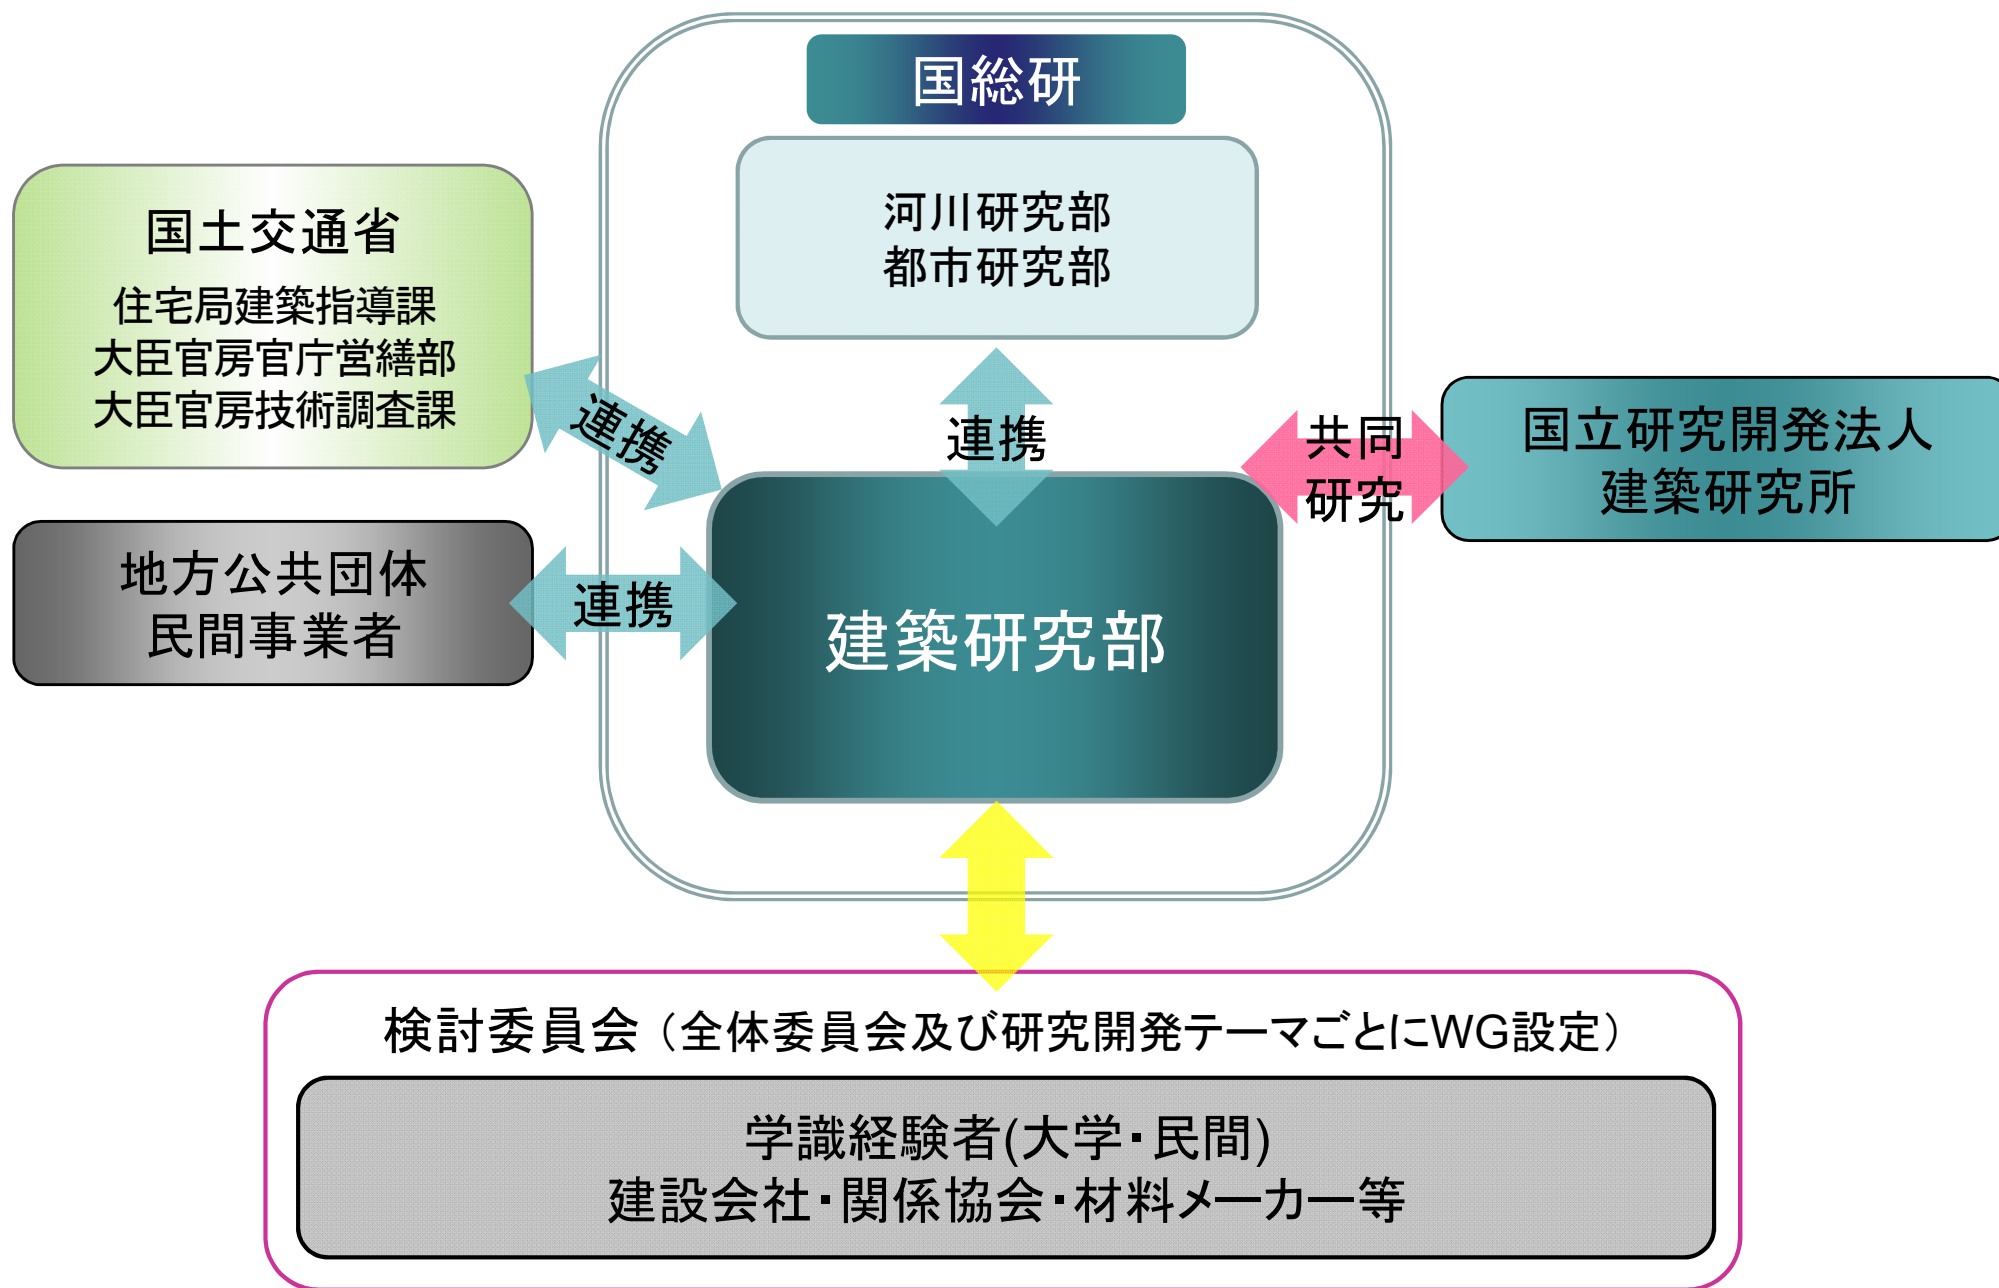 国総研
河川研究部
都市研究部
国土交通省
住宅局建築指導課
大臣官房官庁営繕部
大臣官房技術調査課
連携
連携
共同
研究
国立研究開発法人
建築研究所
地方公共団体
民間事業者
連携
建築研究部
検討委員会（全体委員会及び研究開発テーマごとにWG設定）
学識経験者(大学・民間)
建設会社・関係協会・材料メーカー等